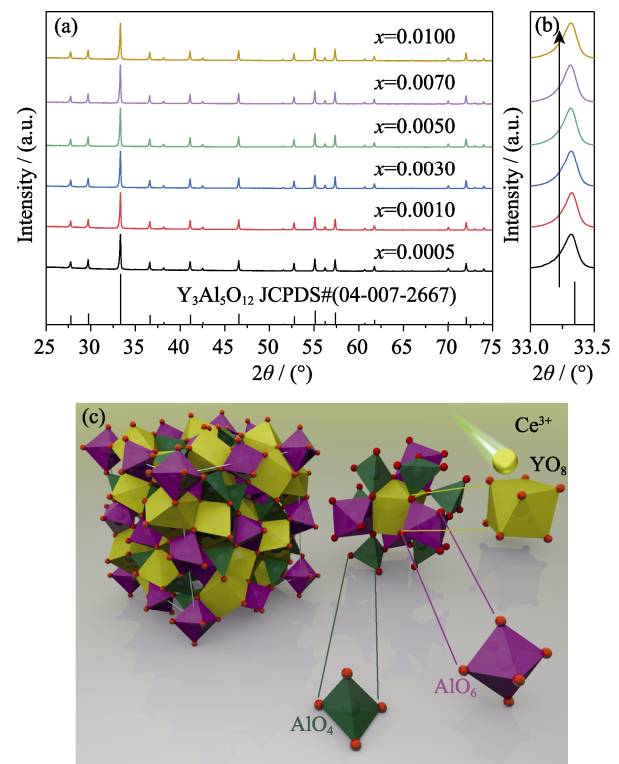 (a)
x=0.0100
x=0.0070
x=0.0050
x=0.0030
x=0.0010
x=0.0005
Y₃Al₅O₁₂ JCPDS#(04-007-2667)
Intensity / (a.u.)
25 30 35 40 45 50 55 60 65 70 75
2θ / (°)
(b)
Intensity / (a.u.)
33.0 33.5
2θ / (°)
(c)
Ce³⁺
YO₈
AlO₆
AlO₄